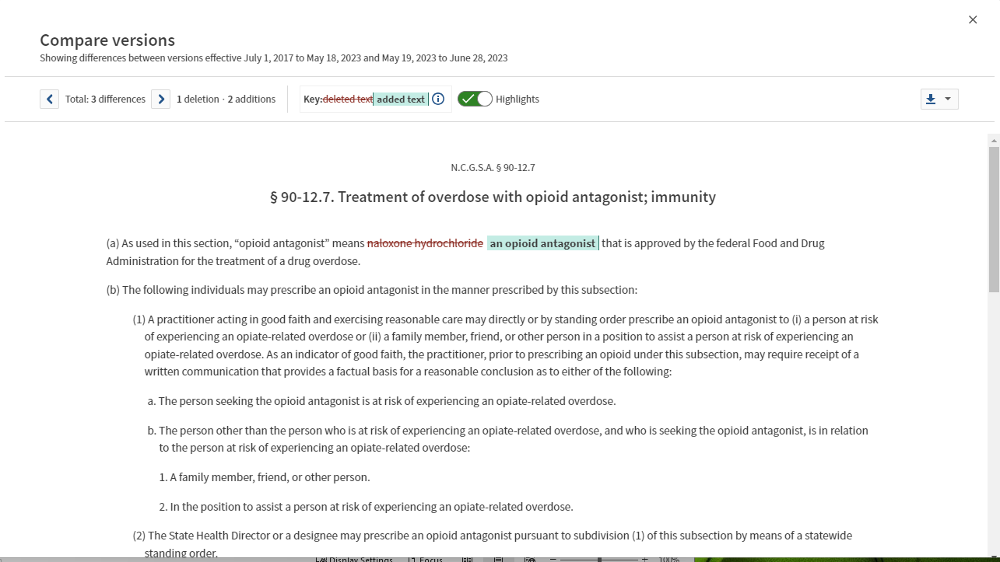 Compare versions
Showing differences between versions effective July 1, 2017 to May 18, 2023 and May 19, 2023 to June 28, 2023
Total: 3 differences 1 deletion · 2 additions Key: deleted text added text Highlights
N.C.G.S.A. § 90-12.7
§ 90-12.7. Treatment of overdose with opioid antagonist; immunity
(a) As used in this section, “opioid antagonist” means naloxone hydrochloride an opioid antagonist that is approved by the federal Food and Drug
Administration for the treatment of a drug overdose.
(b) The following individuals may prescribe an opioid antagonist in the manner prescribed by this subsection:
(1) A practitioner acting in good faith and exercising reasonable care may directly or by standing order prescribe an opioid antagonist to (i) a person at risk
of experiencing an opiate-related overdose or (ii) a family member, friend, or other person in a position to assist a person at risk of experiencing an
opiate-related overdose. As an indicator of good faith, the practitioner, prior to prescribing an opioid under this subsection, may require receipt of a
written communication that provides a factual basis for a reasonable conclusion as to either of the following:
a. The person seeking the opioid antagonist is at risk of experiencing an opiate-related overdose.
b. The person other than the person who is at risk of experiencing an opiate-related overdose, and who is seeking the opioid antagonist, is in relation
to the person at risk of experiencing an opiate-related overdose:
1. A family member, friend, or other person.
2. In the position to assist a person at risk of experiencing an opiate-related overdose.
(2) The State Health Director or a designee may prescribe an opioid antagonist pursuant to subdivision (1) of this subsection by means of a statewide
standing order.
Display Settings Focus 100%